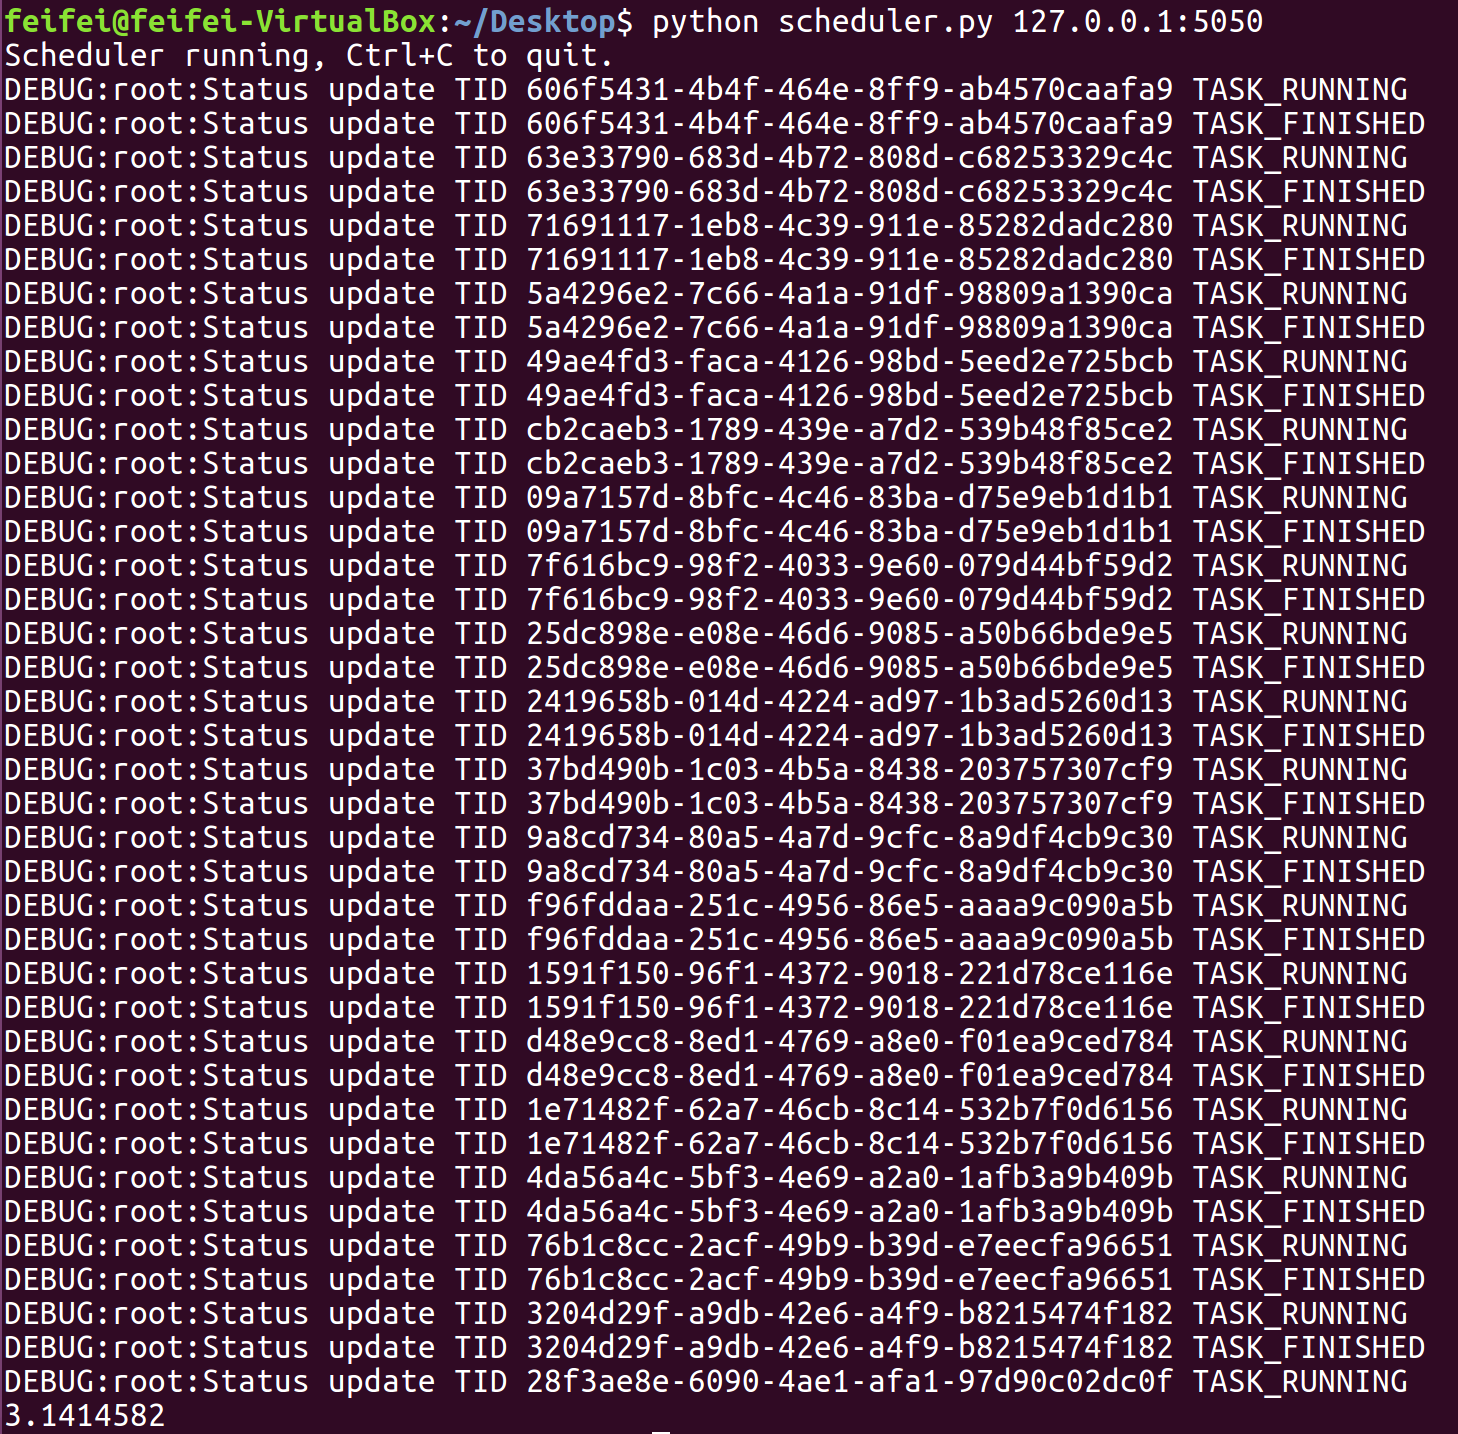 feifei@feifei-VirtualBox:~/Desktop$ python scheduler.py 127.0.0.1:5050
Scheduler running, Ctrl+C to quit.
DEBUG:root:Status update TID 606f5431-4b4f-464e-8ff9-ab4570caafa9 TASK_RUNNING
DEBUG:root:Status update TID 606f5431-4b4f-464e-8ff9-ab4570caafa9 TASK_FINISHED
DEBUG:root:Status update TID 63e33790-683d-4b72-808d-c68253329c4c TASK_RUNNING
DEBUG:root:Status update TID 63e33790-683d-4b72-808d-c68253329c4c TASK_FINISHED
DEBUG:root:Status update TID 71691117-1eb8-4c39-911e-85282dadc280 TASK_RUNNING
DEBUG:root:Status update TID 71691117-1eb8-4c39-911e-85282dadc280 TASK_FINISHED
DEBUG:root:Status update TID 5a4296e2-7c66-4a1a-91df-98809a1390ca TASK_RUNNING
DEBUG:root:Status update TID 5a4296e2-7c66-4a1a-91df-98809a1390ca TASK_FINISHED
DEBUG:root:Status update TID 49ae4fd3-faca-4126-98bd-5eed2e725bcb TASK_RUNNING
DEBUG:root:Status update TID 49ae4fd3-faca-4126-98bd-5eed2e725bcb TASK_FINISHED
DEBUG:root:Status update TID cb2caeb3-1789-439e-a7d2-539b48f85ce2 TASK_RUNNING
DEBUG:root:Status update TID cb2caeb3-1789-439e-a7d2-539b48f85ce2 TASK_FINISHED
DEBUG:root:Status update TID 09a7157d-8bfc-4c46-83ba-d75e9eb1d1b1 TASK_RUNNING
DEBUG:root:Status update TID 09a7157d-8bfc-4c46-83ba-d75e9eb1d1b1 TASK_FINISHED
DEBUG:root:Status update TID 7f616bc9-98f2-4033-9e60-079d44bf59d2 TASK_RUNNING
DEBUG:root:Status update TID 7f616bc9-98f2-4033-9e60-079d44bf59d2 TASK_FINISHED
DEBUG:root:Status update TID 25dc898e-e08e-46d6-9085-a50b66bde9e5 TASK_RUNNING
DEBUG:root:Status update TID 25dc898e-e08e-46d6-9085-a50b66bde9e5 TASK_FINISHED
DEBUG:root:Status update TID 2419658b-014d-4224-ad97-1b3ad5260d13 TASK_RUNNING
DEBUG:root:Status update TID 2419658b-014d-4224-ad97-1b3ad5260d13 TASK_FINISHED
DEBUG:root:Status update TID 37bd490b-1c03-4b5a-8438-203757307cf9 TASK_RUNNING
DEBUG:root:Status update TID 37bd490b-1c03-4b5a-8438-203757307cf9 TASK_FINISHED
DEBUG:root:Status update TID 9a8cd734-80a5-4a7d-9cfc-8a9df4cb9c30 TASK_RUNNING
DEBUG:root:Status update TID 9a8cd734-80a5-4a7d-9cfc-8a9df4cb9c30 TASK_FINISHED
DEBUG:root:Status update TID f96fddaa-251c-4956-86e5-aaaa9c090a5b TASK_RUNNING
DEBUG:root:Status update TID f96fddaa-251c-4956-86e5-aaaa9c090a5b TASK_FINISHED
DEBUG:root:Status update TID 1591f150-96f1-4372-9018-221d78ce116e TASK_RUNNING
DEBUG:root:Status update TID 1591f150-96f1-4372-9018-221d78ce116e TASK_FINISHED
DEBUG:root:Status update TID d48e9cc8-8ed1-4769-a8e0-f01ea9ced784 TASK_RUNNING
DEBUG:root:Status update TID d48e9cc8-8ed1-4769-a8e0-f01ea9ced784 TASK_FINISHED
DEBUG:root:Status update TID 1e71482f-62a7-46cb-8c14-532b7f0d6156 TASK_RUNNING
DEBUG:root:Status update TID 1e71482f-62a7-46cb-8c14-532b7f0d6156 TASK_FINISHED
DEBUG:root:Status update TID 4da56a4c-5bf3-4e69-a2a0-1afb3a9b409b TASK_RUNNING
DEBUG:root:Status update TID 4da56a4c-5bf3-4e69-a2a0-1afb3a9b409b TASK_FINISHED
DEBUG:root:Status update TID 76b1c8cc-2acf-49b9-b39d-e7eecfa96651 TASK_RUNNING
DEBUG:root:Status update TID 76b1c8cc-2acf-49b9-b39d-e7eecfa96651 TASK_FINISHED
DEBUG:root:Status update TID 3204d29f-a9db-42e6-a4f9-b8215474f182 TASK_RUNNING
DEBUG:root:Status update TID 3204d29f-a9db-42e6-a4f9-b8215474f182 TASK_FINISHED
DEBUG:root:Status update TID 28f3ae8e-6090-4ae1-afa1-97d90c02dc0f TASK_RUNNING
3.1414582